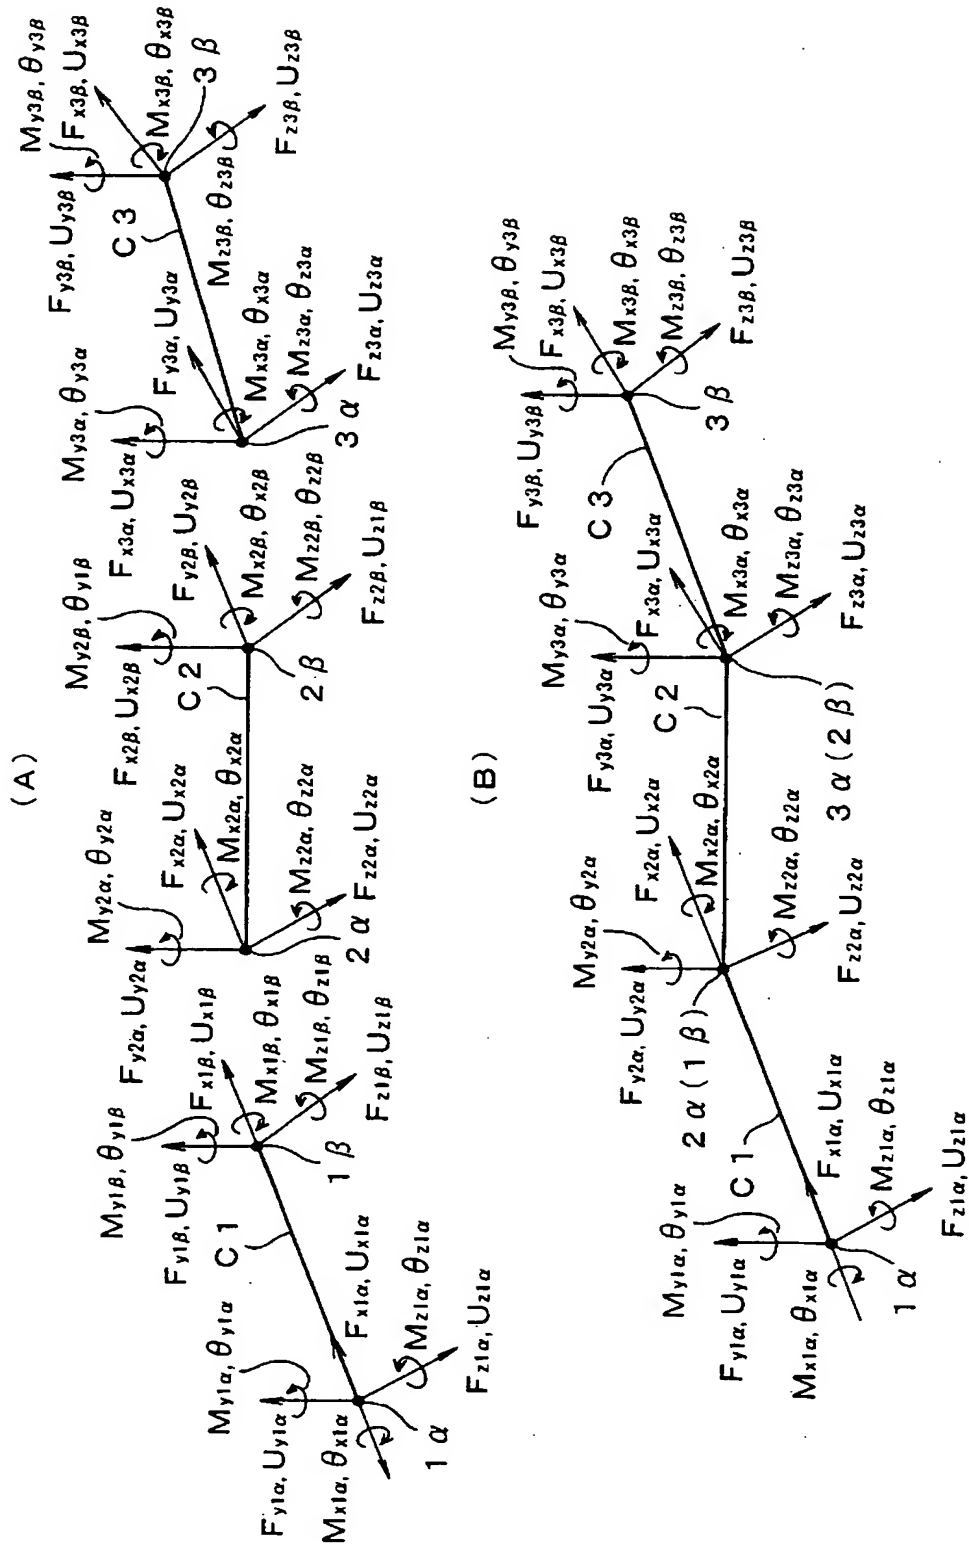 (A)
My1α, θy1α
Fy1α, Uy1α
Mx1α, θx1α
1α
Fx1α, Ux1α
Mz1α, θz1α
Fz1α, Uz1α
C1
My1β, θy1β
Fy1β, Uy1β
Fx1β, Ux1β
Mx1β, θx1β
Mz1β, θz1β
Fz1β, Uz1β
1β
My2α, θy2α
Fy2α, Uy2α
Fx2α, Ux2α
Mx2α, θx2α
Mz2α, θz2α
Fz2α, Uz2α
2α
C2
My2β, θy1β
Fx2β, Ux2β
Fy2β, Uy2β
Mx2β, θx2β
Mz2β, θz2β
Fz2β, Uz1β
2β
My3α, θy3α
Fx3α, Ux3α
Fy3α, Uy3α
Mx3α, θx3α
Mz3α, θz3α
Fz3α, Uz3α
3α
C3
My3β, θy3β
Fy3β, Uy3β
Fx3β, Ux3β
Mx3β, θx3β
3β
Mz3β, θz3β
Fz3β, Uz3β
(B)
My1α, θy1α
Fy1α, Uy1α
Mx1α, θx1α
1α
Fx1α, Ux1α
Mz1α, θz1α
Fz1α, Uz1α
C1
2α(1β)
My2α, θy2α
Fy2α, Uy2α
Fx2α, Ux2α
Mx2α, θx2α
Mz2α, θz2α
Fz2α, Uz2α
C2
My3α, θy3α
Fy3α, Uy3α
Fx3α, Ux3α
Mx3α, θx3α
Mz3α, θz3α
Fz3α, Uz3α
3α(2β)
C3
My3β, θy3β
Fy3β, Uy3β
Fx3β, Ux3β
Mx3β, θx3β
Mz3β, θz3β
Fz3β, Uz3β
3β